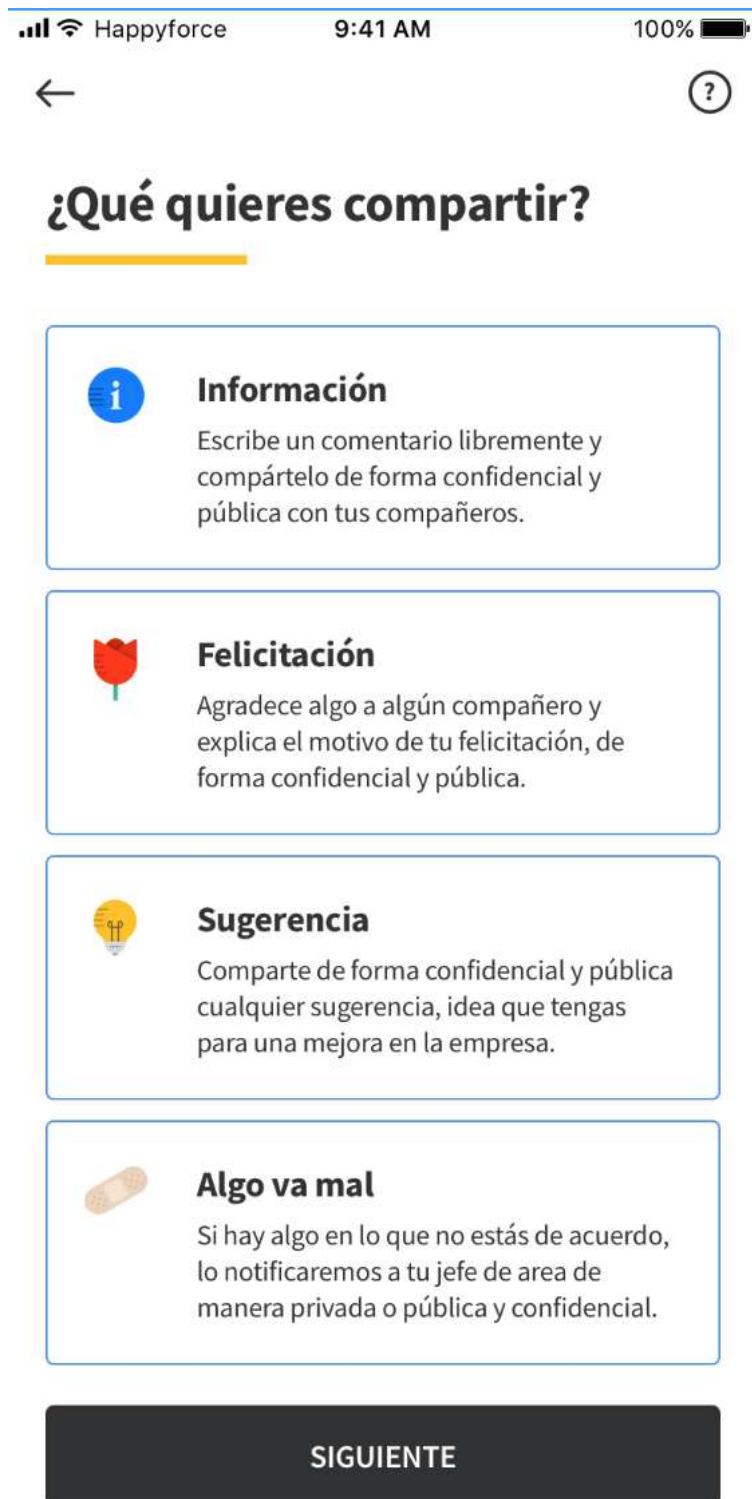 Happyforce 9:41 AM 100%
?
¿Qué quieres compartir?
i
Información
Escribe un comentario libremente y
compártelo de forma confidencial y
pública con tus compañeros.
Felicitación
Agradece algo a algún compañero y
explica el motivo de tu felicitación, de
forma confidencial y pública.
Sugerencia
Comparte de forma confidencial y pública
cualquier sugerencia, idea que tengas
para una mejora en la empresa.
Algo va mal
Si hay algo en lo que no estás de acuerdo,
lo notificaremos a tu jefe de area de
manera privada o pública y confidencial.
SIGUIENTE